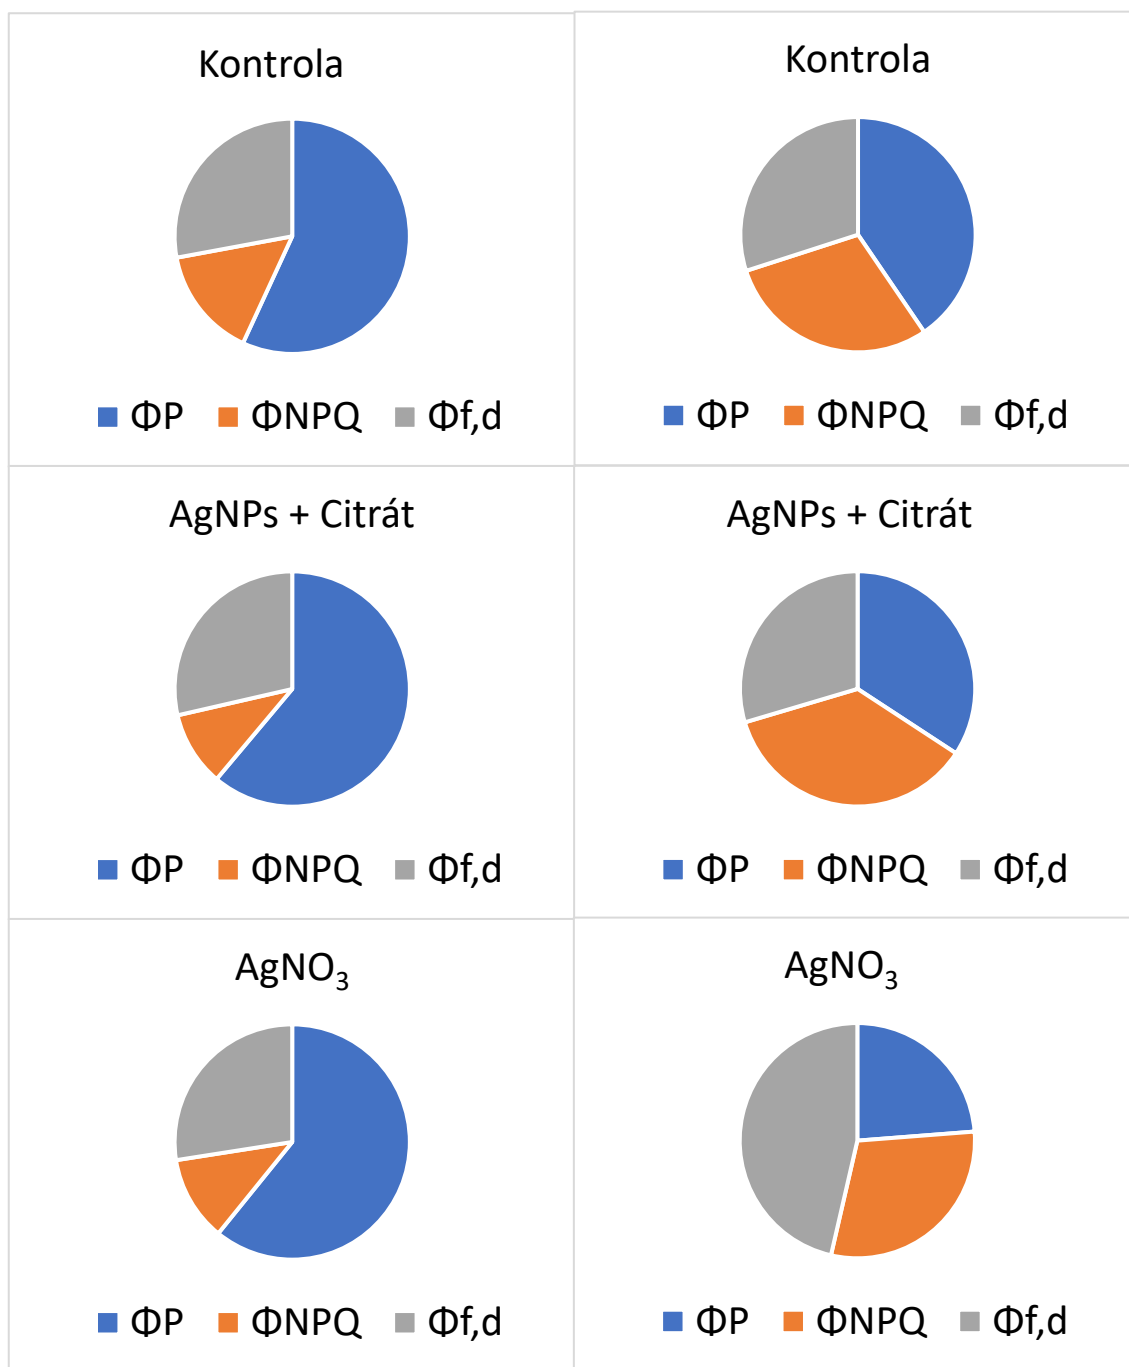 Kontrola
ΦP ΦNPQ Φf,d
Kontrola
ΦP ΦNPQ Φf,d
AgNPs + Citrát
ΦP ΦNPQ Φf,d
AgNPs + Citrát
ΦP ΦNPQ Φf,d
AgNO₃
ΦP ΦNPQ Φf,d
AgNO₃
ΦP ΦNPQ Φf,d